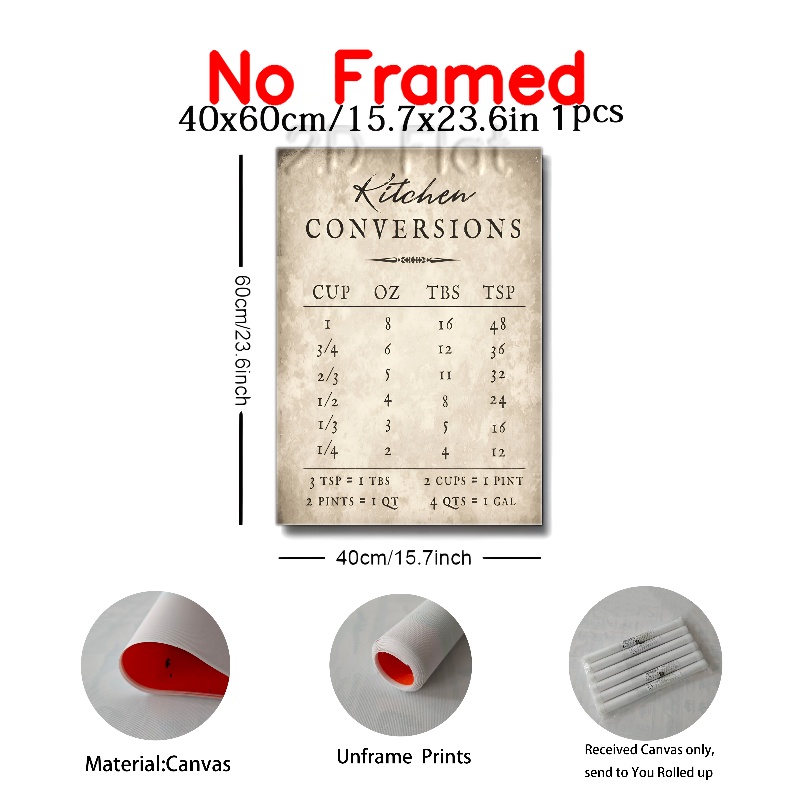 No Framed
40x60cm/15.7x23.6in 1pcs
2D Flat
Kitchen
CONVERSIONS
CUP OZ TBS TSP
1 8 16 48
3/4 6 12 36
2/3 5 11 32
1/2 4 8 24
1/3 3 5 16
1/4 2 4 12
3 TSP = 1 TBS 2 CUPS = 1 PINT
2 PINTS = 1 QT 4 QTS = 1 GAL
60cm/23.6inch
40cm/15.7inch
Material:Canvas
Unframe Prints
Received Canvas only,
send to You Rolled up